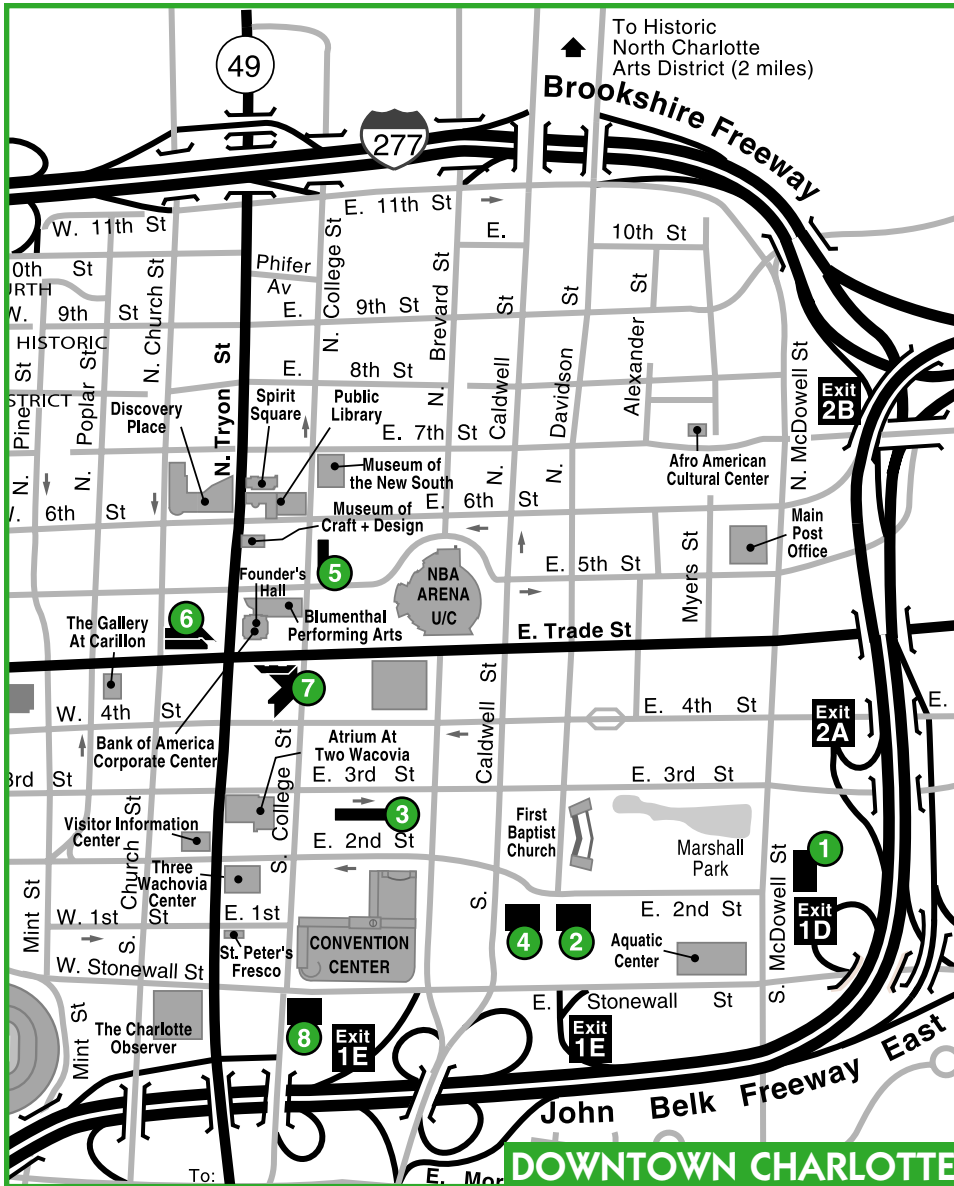 To Historic
North Charlotte
Arts District (2 miles)
49
Brookshire Freeway
277
E. 11th St
W. 11th St
E.
10th St
0th St
Phifer
Av
URTH
W. 9th St
E. 9th St
HISTORIC
E. 8th St
STRICT
N. Pine St
N. Poplar St
N. Church St
N. Tryon St
N. College St
N. Brevard St
N. Caldwell St
N. Davidson St
Alexander St
N. McDowell St
Exit
2B
Discovery
Place
Spirit
Square
Public
Library
E. 7th St
Museum of
the New South
Afro American
Cultural Center
W. 6th St
E. 6th St
Museum of
Craft + Design
Main
Post
Office
5
E. 5th St
Myers St
Founder's
Hall
NBA
ARENA
U/C
Blumenthal
Performing Arts
6
The Gallery
At Carillon
E. Trade St
7
W. 4th St
E. 4th St
E.
Exit
2A
Bank of America
Corporate Center
Atrium At
Two Wacovia
S. Caldwell St
3rd St
E. 3rd St
E. 3rd St
S. College St
3
E. 2nd St
First
Baptist
Church
Marshall
Park
1
Visitor Information
Center
Three
Wachovia
Center
Mint St
S. Church St
W. 1st St
E. 1st
4
2
E. 2nd St
S. McDowell St
Exit
1D
CONVENTION
CENTER
St. Peter's
Fresco
Aquatic
Center
W. Stonewall St
E. Stonewall St
The Charlotte
Observer
Mint St
8
Exit
1E
Exit
1E
John Belk Freeway East
To:
E. Mor
DOWNTOWN CHARLOTTE